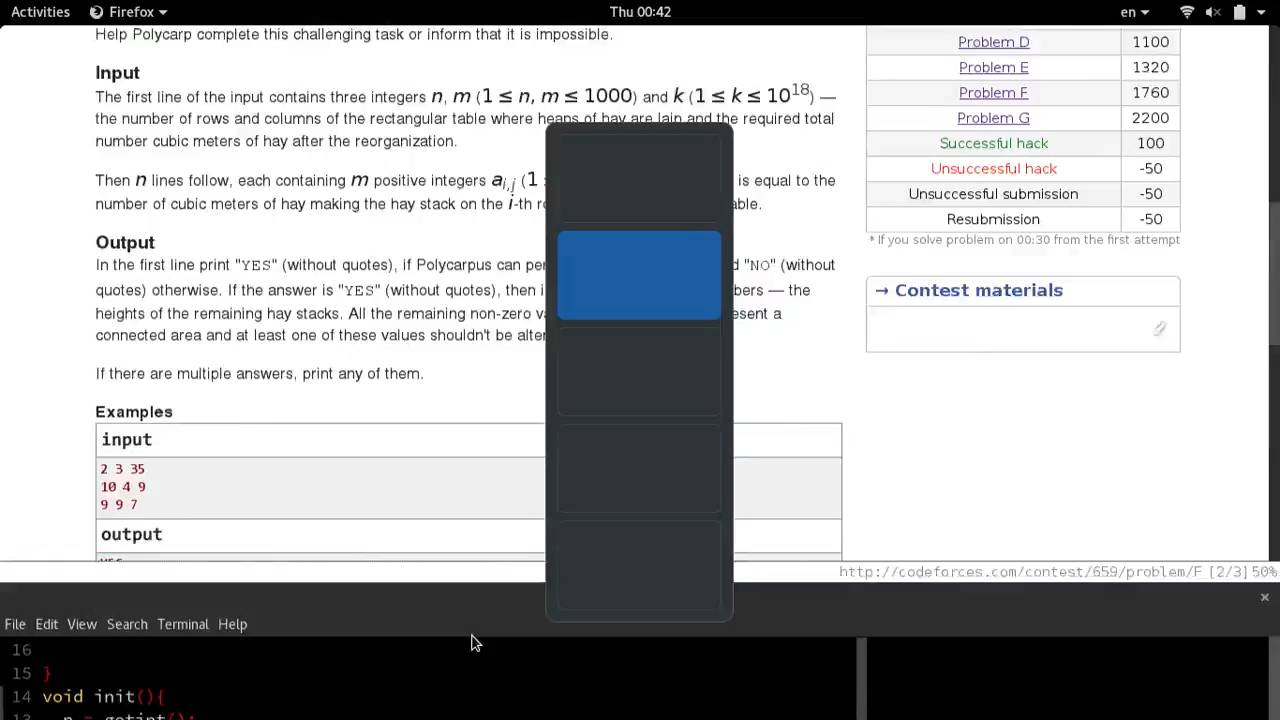 Activities Firefox Thu 00:42 en
Help Polycarp complete this challenging task or inform that it is impossible.
Input
The first line of the input contains three integers n, m (1 ≤ n, m ≤ 1000) and k (1 ≤ k ≤ 10^18) —
the number of rows and columns of the rectangular table where heaps of hay are lain and the required total
number cubic meters of hay after the reorganization.
Then n lines follow, each containing m positive integers a_{i,j} (1 is equal to the
number of cubic meters of hay making the hay stack on the i-th able.
Output
In the first line print "YES" (without quotes), if Polycarpus can "NO" (without
quotes) otherwise. If the answer is "YES" (without quotes), then bers — the
heights of the remaining hay stacks. All the remaining non-zero esent a
connected area and at least one of these values shouldn't be
If there are multiple answers, print any of them.
Examples
input
2 3 35
10 4 9
9 9 7
output
Problem D 1100
Problem E 1320
Problem F 1760
Problem G 2200
Successful hack 100
Unsuccessful hack -50
Unsuccessful submission -50
Resubmission -50
* If you solve problem on 00:30 from the first attempt
→ Contest materials
http://codeforces.com/contest/659/problem/F [2/3] 50%
File Edit View Search Terminal Help
16
15 }
14 void init(){
13 n = getint();